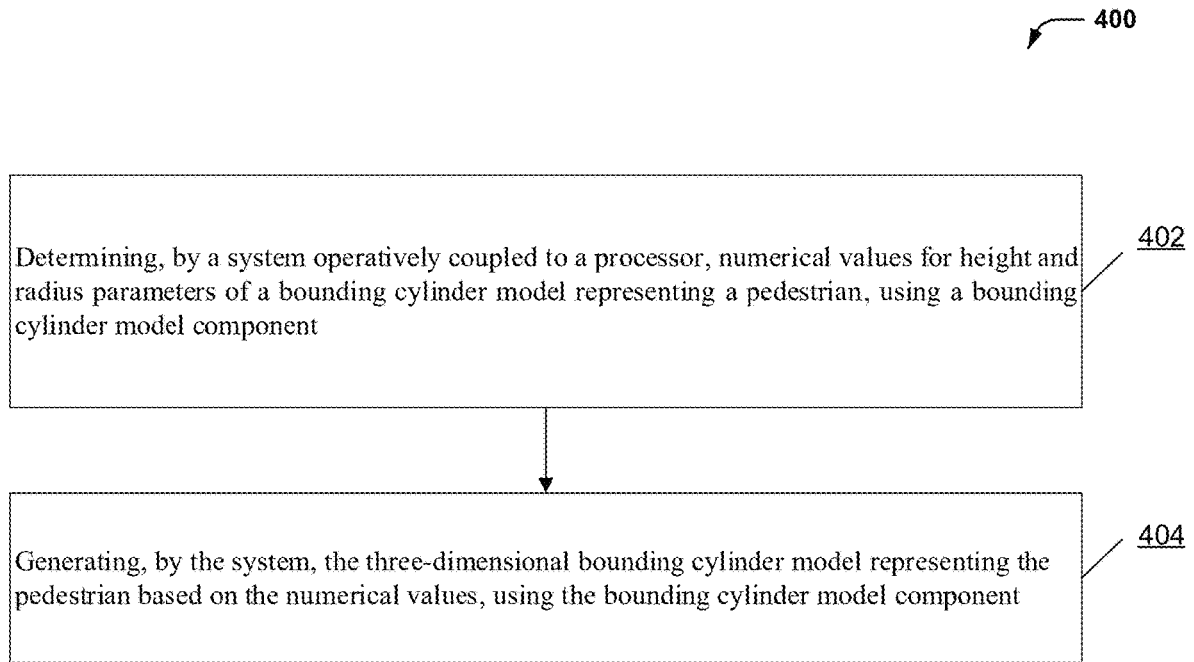 400
Determining, by a system operatively coupled to a processor, numerical values for height and
radius parameters of a bounding cylinder model representing a pedestrian, using a bounding
cylinder model component
402
Generating, by the system, the three-dimensional bounding cylinder model representing the
pedestrian based on the numerical values, using the bounding cylinder model component
404